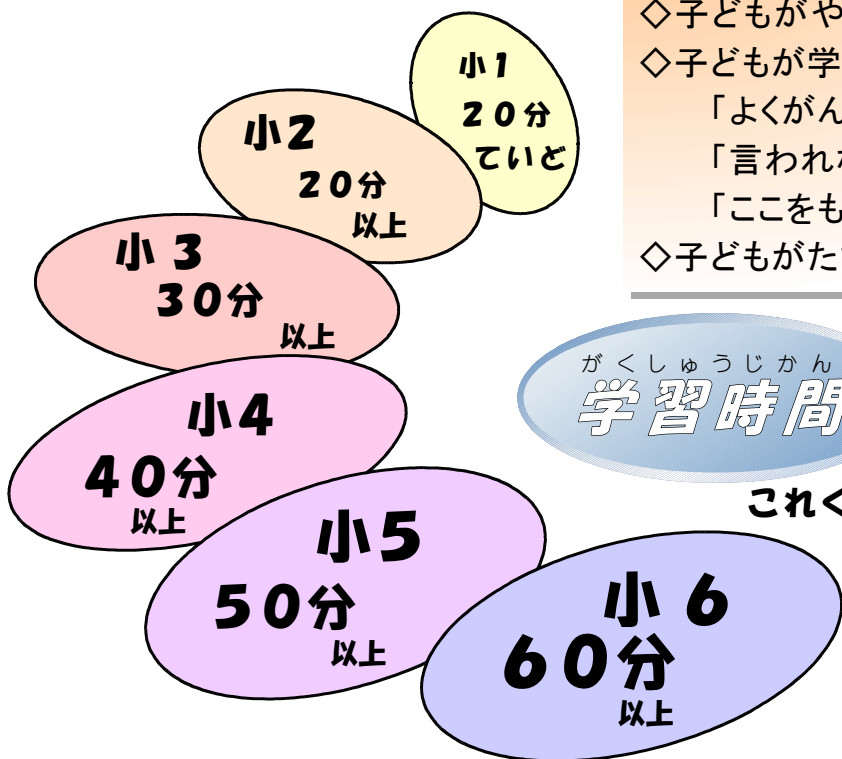 小1
20分
ていど
小2
20分
以上
小3
30分
以上
小4
40分
以上
小5
50分
以上
小6
60分
以上
◇子どもがや
◇子どもが学
「よくがん
「言われ
「ここをも
◇子どもがた
がくしゅうじかん
学習時間
これく